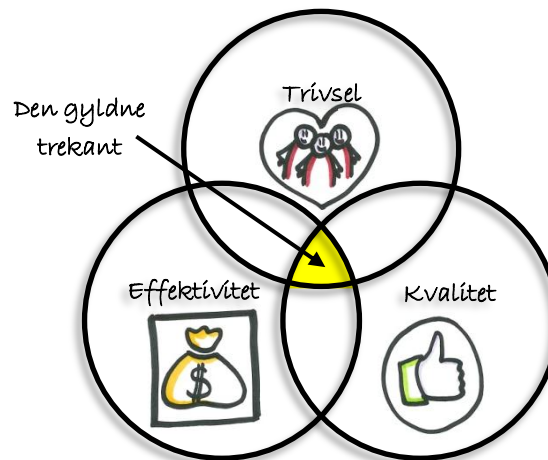 Trivsel
Den gyldne
trekant
Effektivitet
Kvalitet
$